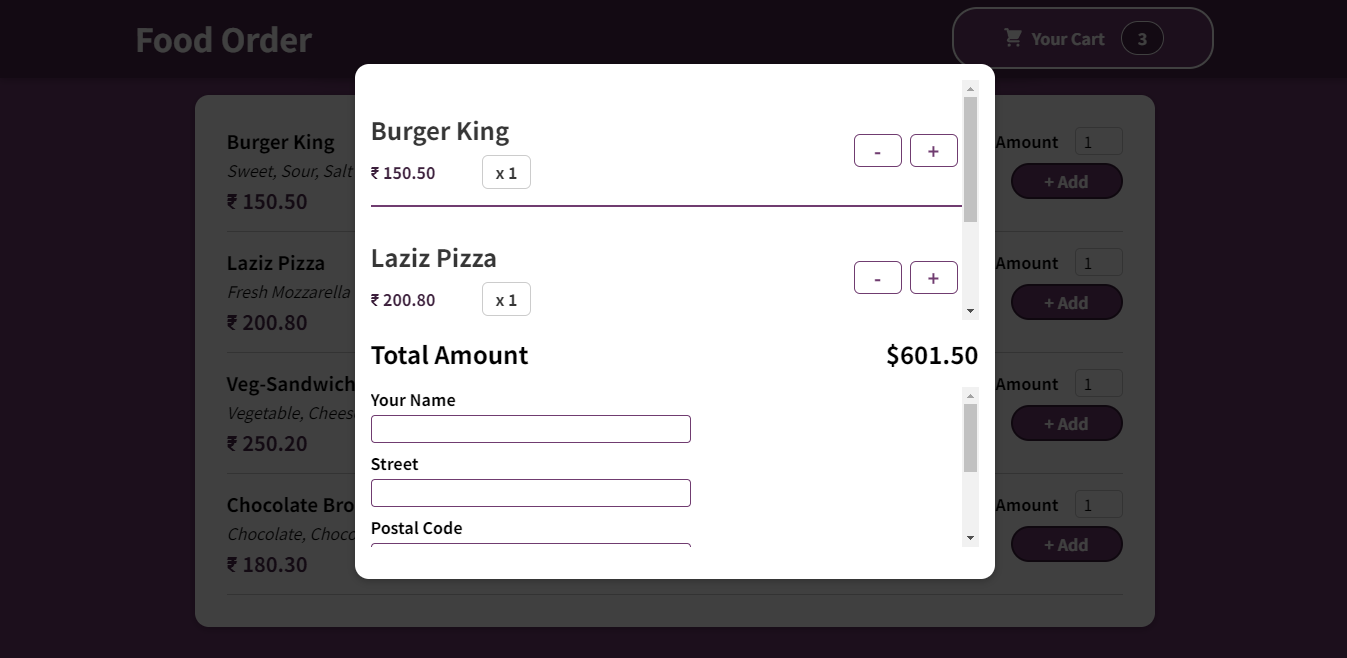 Food Order
Your Cart 3
Burger King
Sweet, Sour, Salt
₹ 150.50
Amount 1
+ Add
Laziz Pizza
Fresh Mozzarella
₹ 200.80
Amount 1
+ Add
Veg-Sandwich
Vegetable, Chees
₹ 250.20
Amount 1
+ Add
Chocolate Bro
Chocolate, Choco
₹ 180.30
Amount 1
+ Add
Burger King
₹ 150.50 x 1
- +
Laziz Pizza
₹ 200.80 x 1
- +
Total Amount $601.50
Your Name
Street
Postal Code